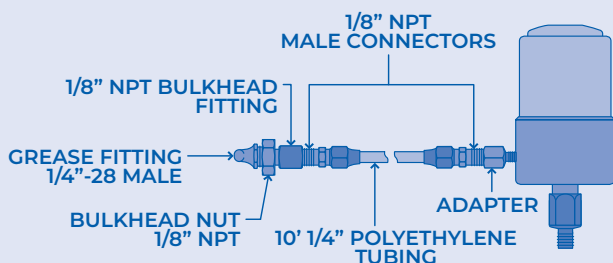 1/8” NPT
MALE CONNECTORS
1/8” NPT BULKHEAD
FITTING
GREASE FITTING
1/4”-28 MALE
BULKHEAD NUT
1/8” NPT
10’ 1/4” POLYETHYLENE
TUBING
ADAPTER